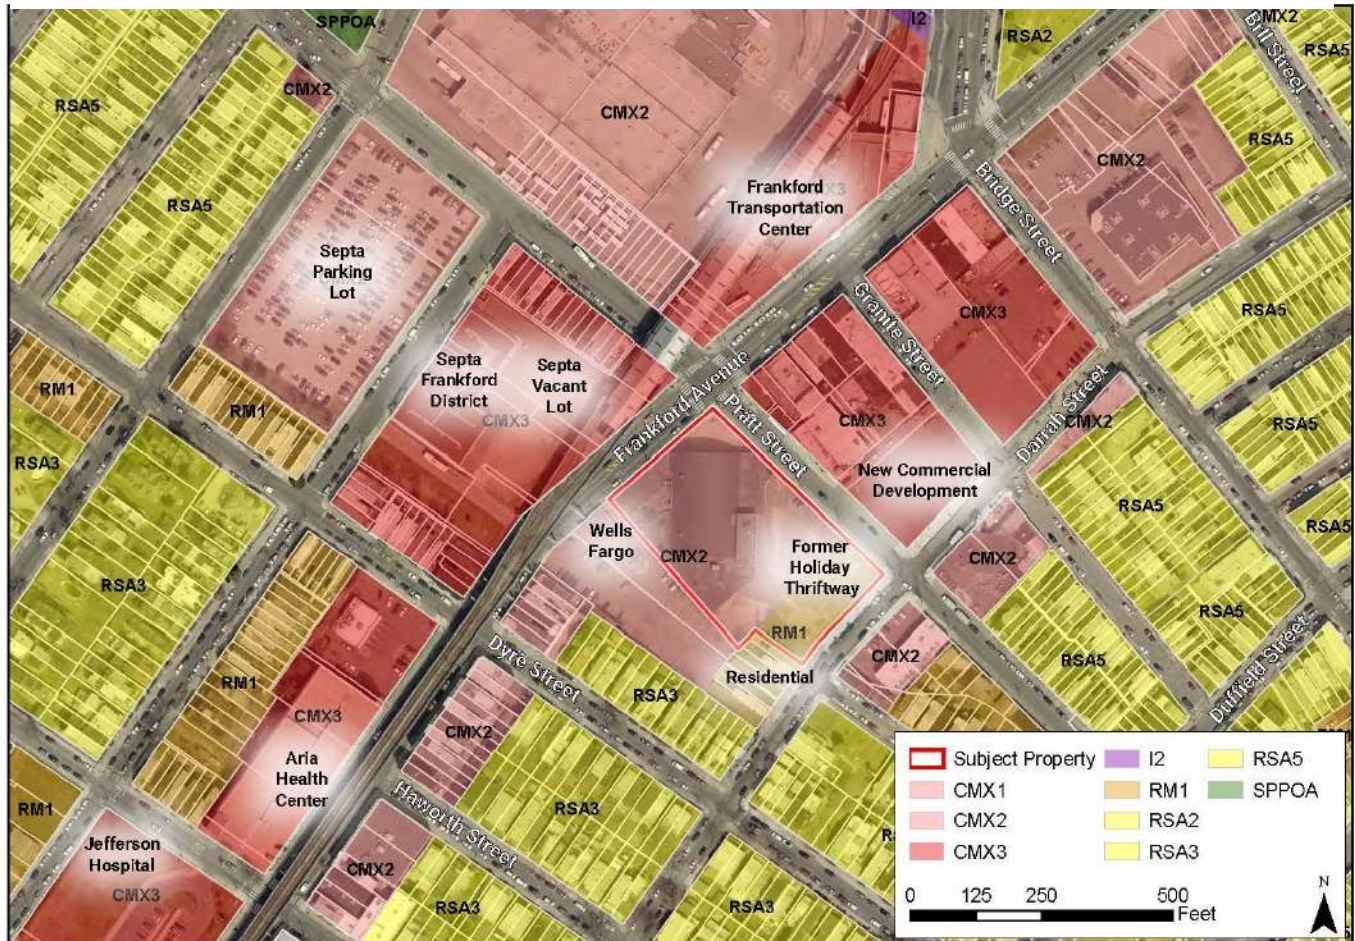 SPPOA
I2
CMX2
Brill Street
RSA2
RSA5
RSA5
CMX2
CMX2
RSA5
CMX2
RSA5
Bridge Street
Frankford
Transportation
Center
RSA5
Septa
Parking
Lot
Granite Street
CMX3
RSA5
Septa
Frankford
District
Septa
Vacant
Lot
CMX3
Frankford Avenue
Pratt Street
CMX3
Darrah Street
CMX2
RSA5
RM1
RM1
RSA3
New Commercial
Development
RSA5
RSA5
Wells
Fargo
CMX2
Former
Holiday
Thriftway
CMX2
RSA3
RM1
RSA5
Dyre Street
RSA3
Residential
CMX2
RSA5
Duffield Street
RM1
CMX3
CMX2
Aria
Health
Center
Haworth Street
RSA3
RM1
Jefferson
Hospital
CMX3
CMX2
RSA3
RSA3
Subject Property
CMX1
CMX2
CMX3
I2
RM1
RSA2
RSA3
RSA5
SPPOA
0 125 250 500
Feet
N